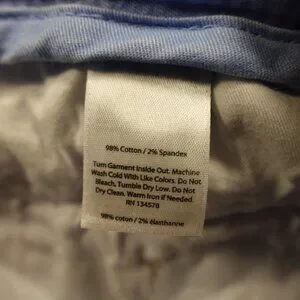 98% Cotton / 2% Spandex
Turn Garment Inside Out. Machine
Wash Cold With Like Colors. Do Not
Bleach, Tumble Dry Low. Do Not
Dry Clean. Warm Iron if Needed.
RN 134578
98% coton / 2% élasthanne